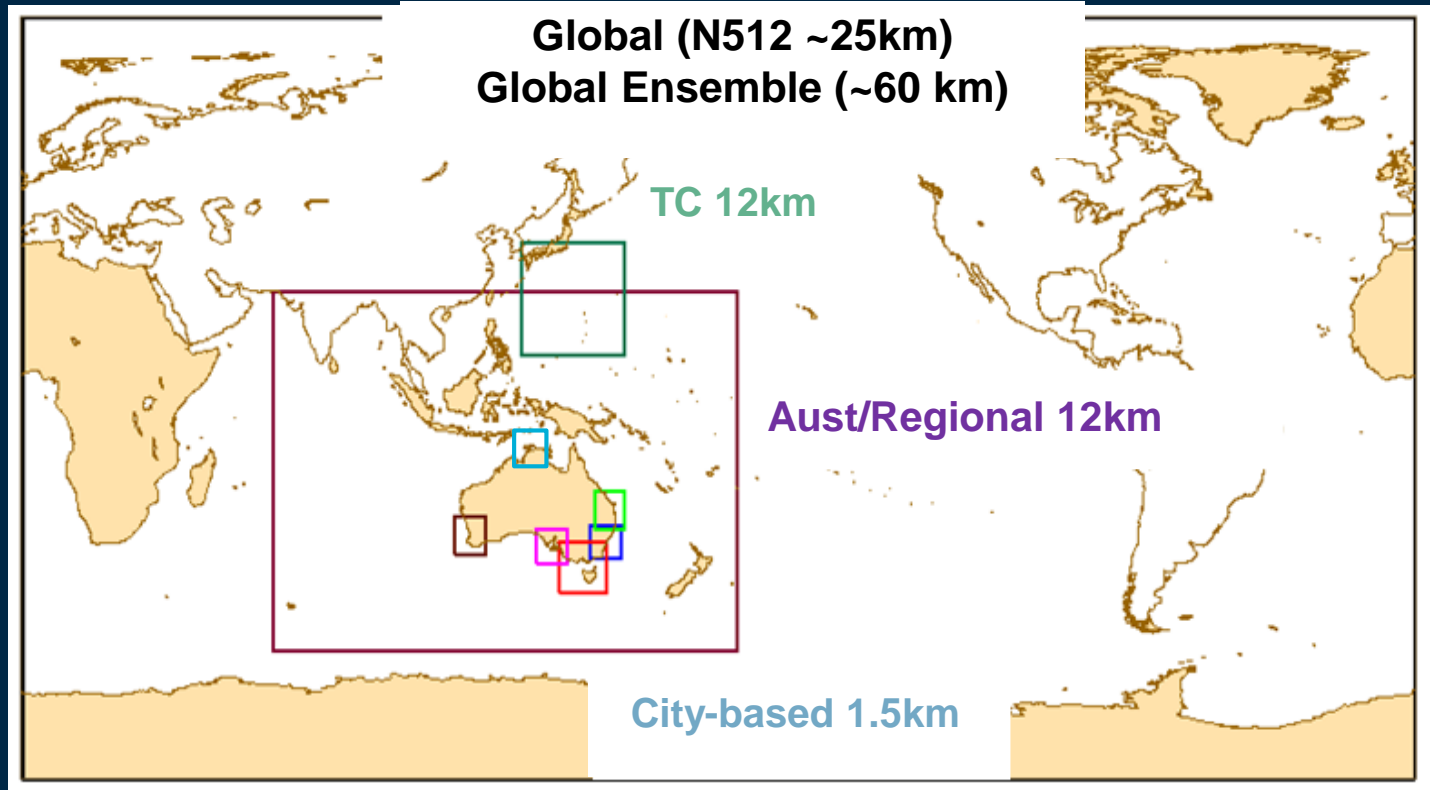 Global (N512 ~25km)
Global Ensemble (~60 km)
TC 12km
Aust/Regional 12km
City-based 1.5km